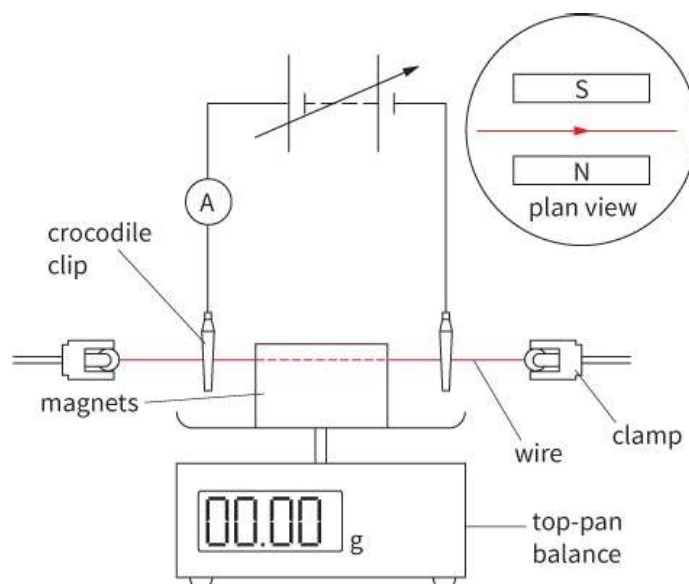 S
N
plan view
A
crocodile
clip
magnets
wire
clamp
00.00 g
top-pan
balance